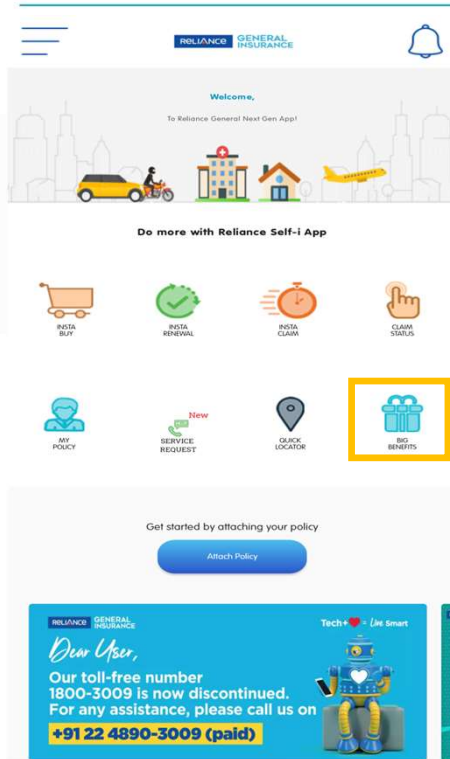 RELIANCE GENERAL INSURANCE
Welcome,
To Reliance General Next Gen App!
Do more with Reliance Self-i App
INSTA BUY
INSTA RENEWAL
INSTA CLAIM
CLAIM STATUS
MY POLICY
New
SERVICE REQUEST
QUICK LOCATOR
BIG BENEFITS
Get started by attaching your policy
Attach Policy
RELIANCE GENERAL INSURANCE
Tech+❤ = Live Smart
Dear User,
Our toll-free number
1800-3009 is now discontinued.
For any assistance, please call us on
+91 22 4890-3009 (paid)